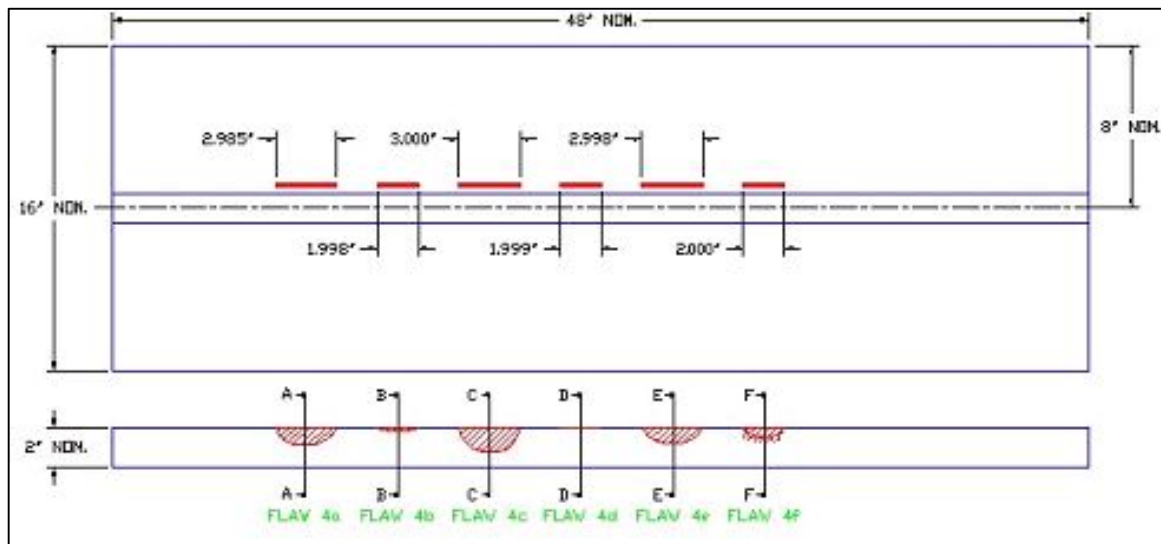 48" NOM.
8" NOM.
2.985" 3.000" 2.998"
16" NOM.
1.998" 1.999" 2.000"
A B C D E F
2" NOM.
A B C D E F
FLAW 4a FLAW 4b FLAW 4c FLAW 4d FLAW 4e FLAW 4f